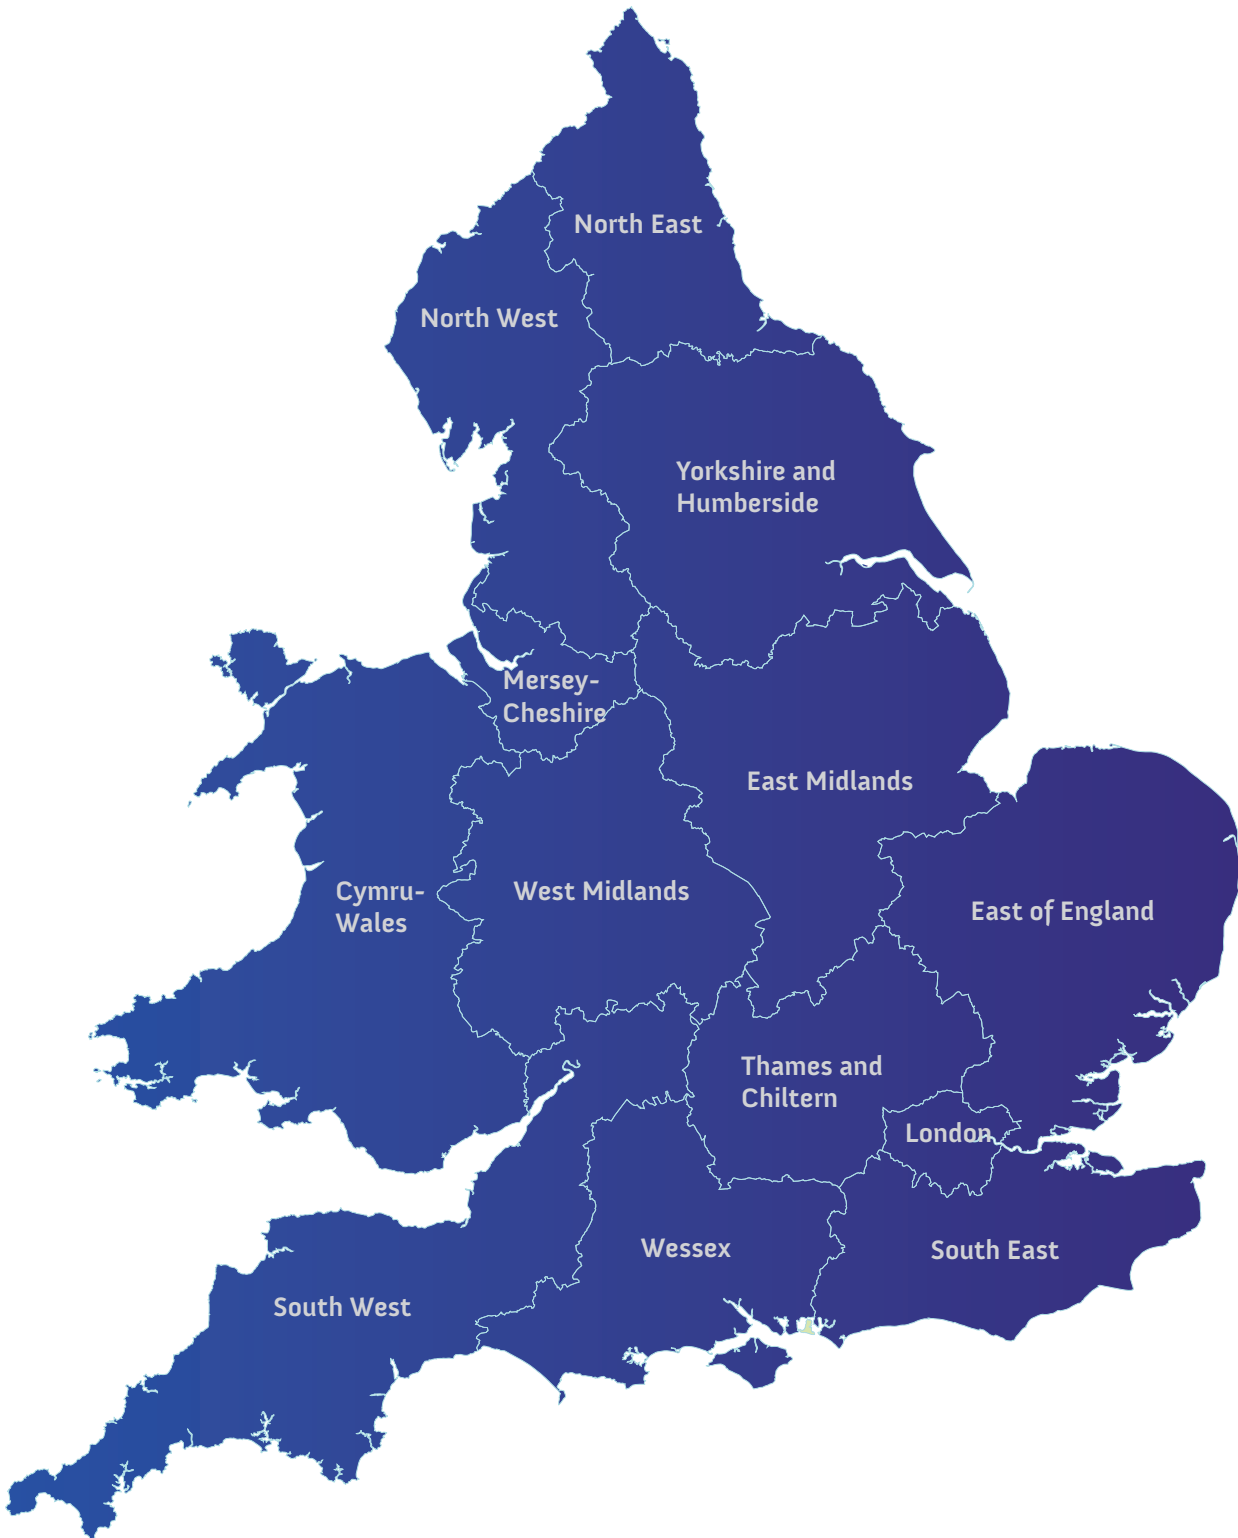 North East
North West
Yorkshire and
Humberside
Mersey-
Cheshire
East Midlands
Cymru-
Wales
West Midlands
East of England
Thames and
Chiltern
London
Wessex
South East
South West